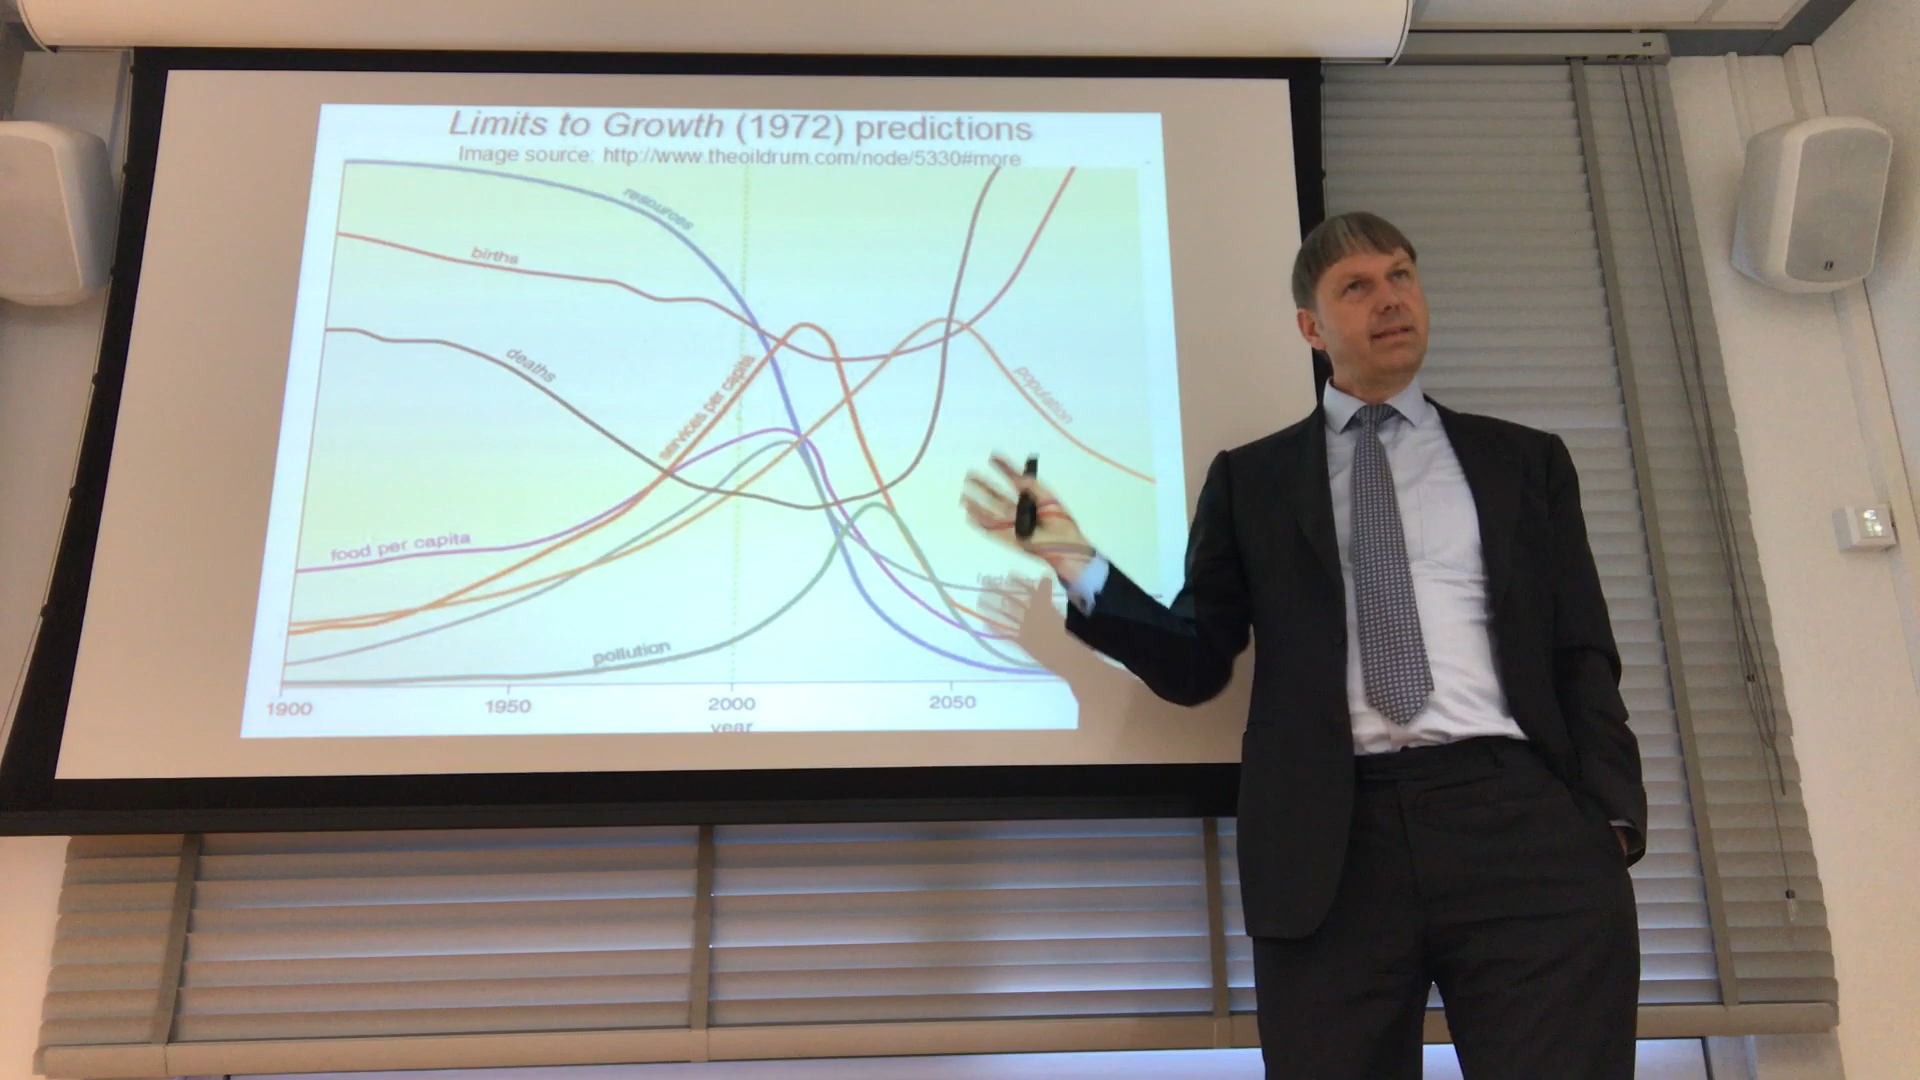 Limits to Growth (1972) predictions
Image source: http://www.theoildrum.com/node/5330#more
resources
births
deaths
services per capita
population
food per capita
pollution
1900 1950 2000 2050
year